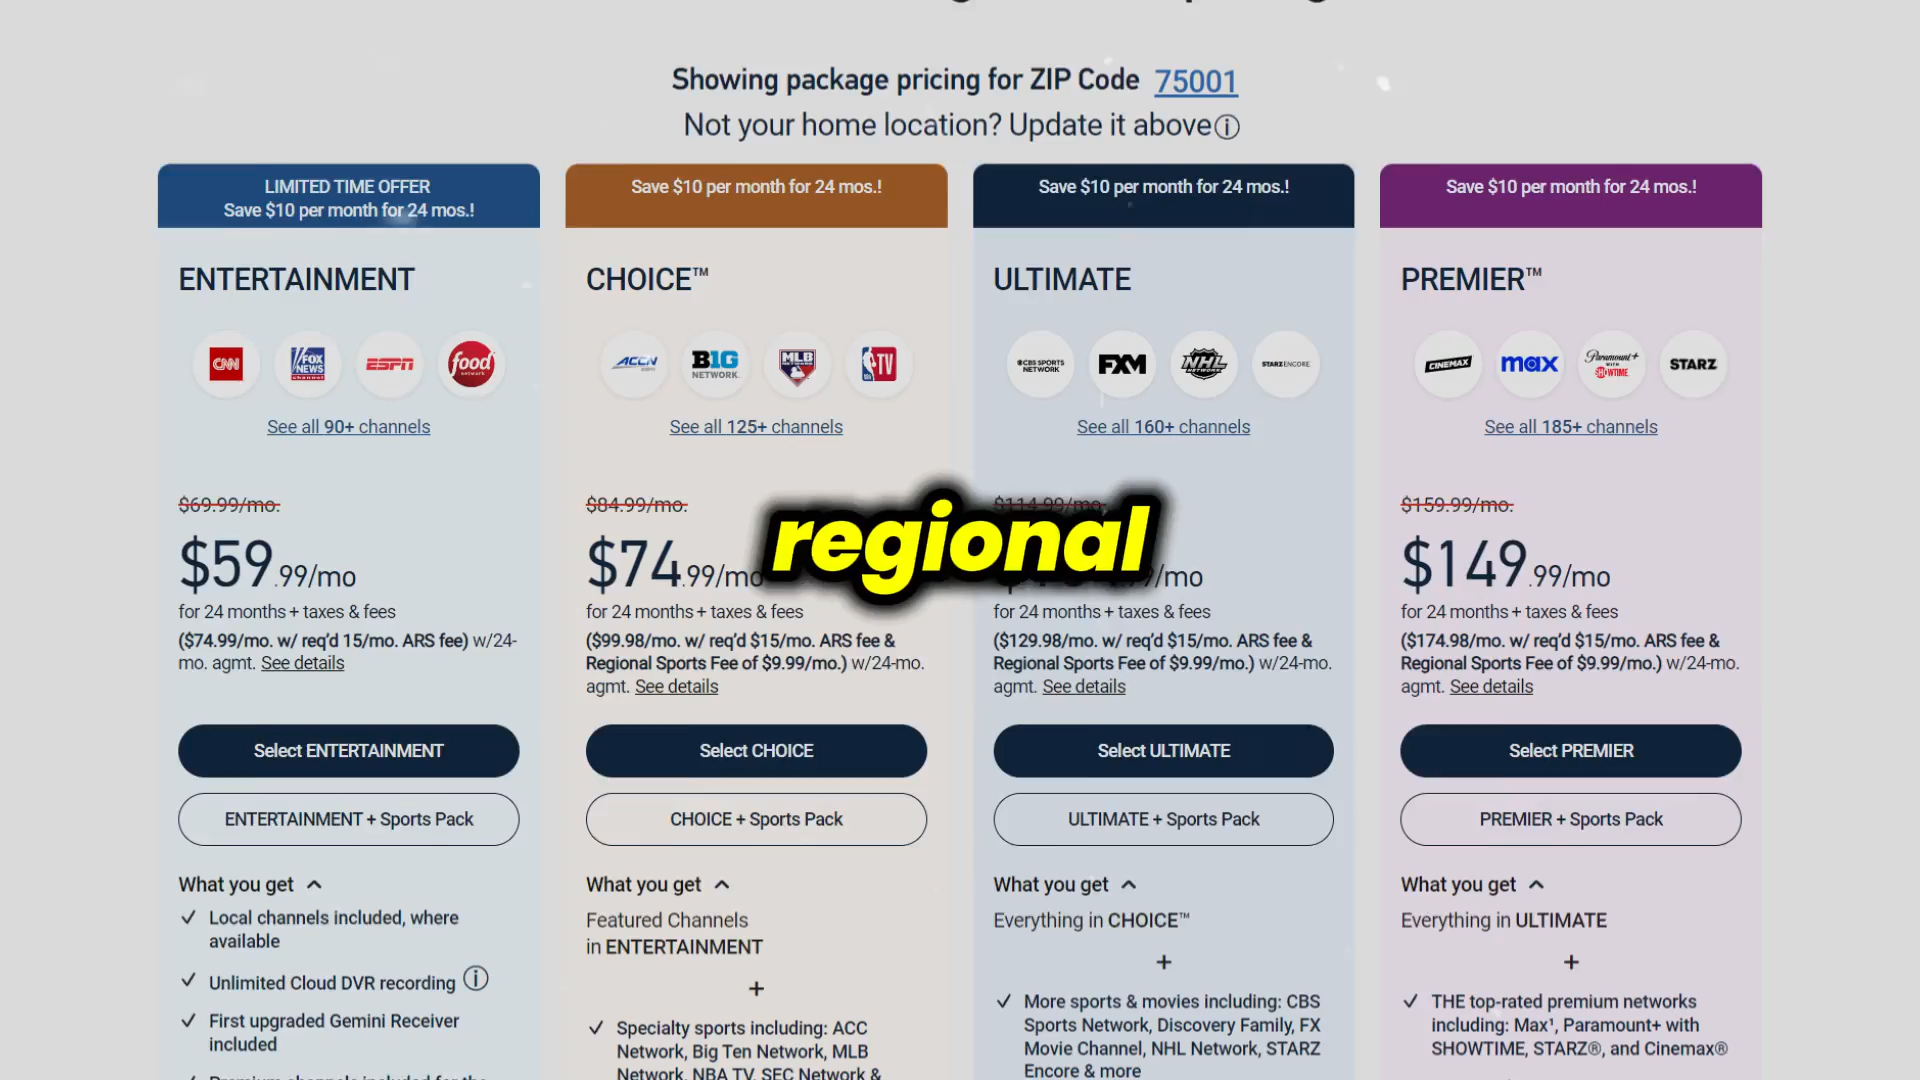 Showing package pricing for ZIP Code 75001
Not your home location? Update it above
LIMITED TIME OFFER
Save $10 per month for 24 mos.!
ENTERTAINMENT
CNN
FOX
NEWS
channel
ESPN
food
NETWORK
See all 90+ channels
$69.99/mo.
$59.99/mo
for 24 months + taxes & fees
($74.99/mo. w/ req'd 15/mo. ARS fee) w/24-
mo. agmt. See details
Select ENTERTAINMENT
ENTERTAINMENT + Sports Pack
What you get
Local channels included, where
available
Unlimited Cloud DVR recording
First upgraded Gemini Receiver
included
Save $10 per month for 24 mos.!
CHOICE™
ACCN
B1G
NETWORK
MLB
TV
See all 125+ channels
$84.99/mo.
$74.99/mo
for 24 months + taxes & fees
($99.98/mo. w/ req'd $15/mo. ARS fee &
Regional Sports Fee of $9.99/mo.) w/24-mo.
agmt. See details
Select CHOICE
CHOICE + Sports Pack
What you get
Featured Channels
in ENTERTAINMENT
+
Specialty sports including: ACC
Network, Big Ten Network, MLB
Network, NBA TV, SEC Network &
regional
Save $10 per month for 24 mos.!
ULTIMATE
CBS SPORTS
NETWORK
FXM
NHL
NETWORK
STARZ ENCORE
See all 160+ channels
$114.99/mo.
/mo
for 24 months + taxes & fees
($129.98/mo. w/ req'd $15/mo. ARS fee &
Regional Sports Fee of $9.99/mo.) w/24-mo.
agmt. See details
Select ULTIMATE
ULTIMATE + Sports Pack
What you get
Everything in CHOICE™
+
More sports & movies including: CBS
Sports Network, Discovery Family, FX
Movie Channel, NHL Network, STARZ
Encore & more
Save $10 per month for 24 mos.!
PREMIER™
CINEMAX
max
Paramount+
WITH
SHOWTIME
STARZ
See all 185+ channels
$159.99/mo.
$149.99/mo
for 24 months + taxes & fees
($174.98/mo. w/ req'd $15/mo. ARS fee &
Regional Sports Fee of $9.99/mo.) w/24-mo.
agmt. See details
Select PREMIER
PREMIER + Sports Pack
What you get
Everything in ULTIMATE
+
THE top-rated premium networks
including: Max¹, Paramount+ with
SHOWTIME, STARZ®, and Cinemax®